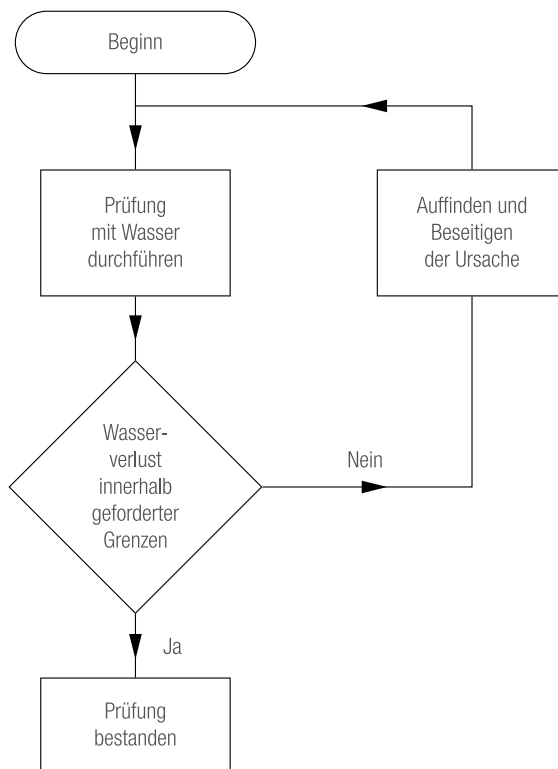 Beginn
Prüfung
mit Wasser
durchführen
Auffinden und
Beseitigen
der Ursache
Wasser-
verlust
innerhalb
geforderter
Grenzen
Nein
Ja
Prüfung
bestanden